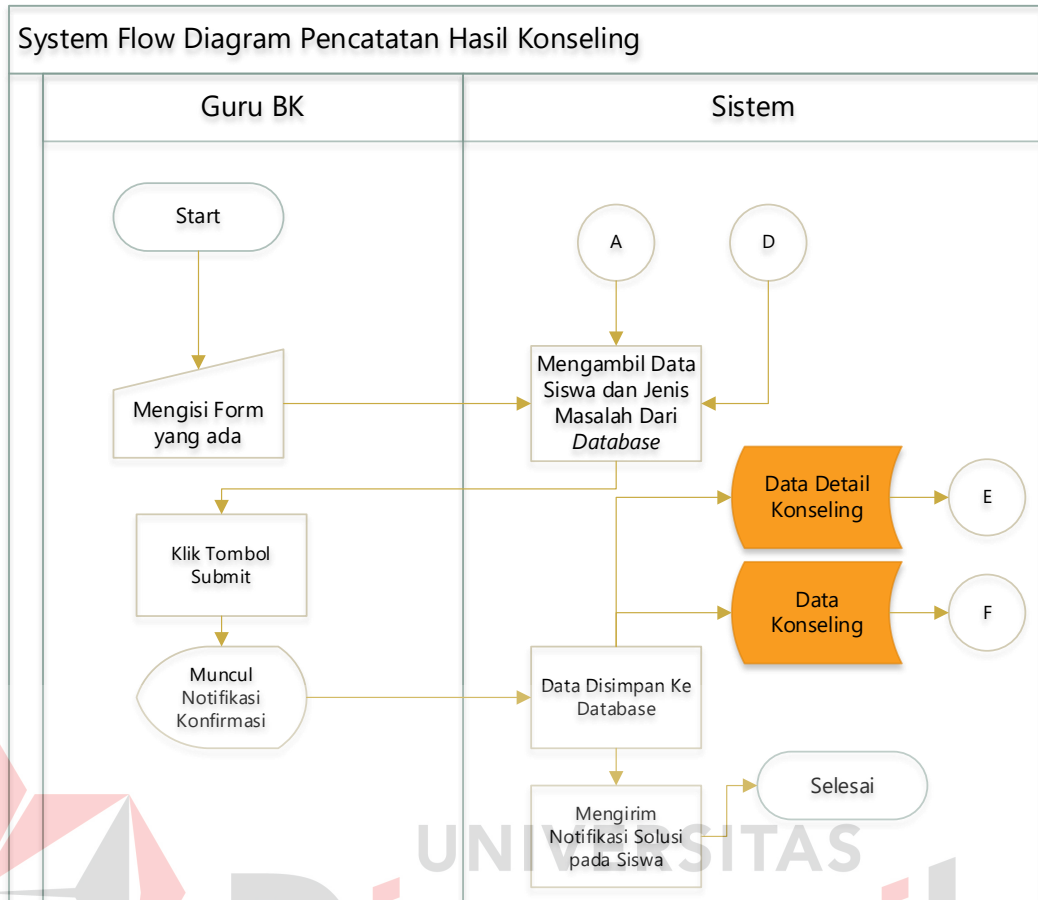 System Flow Diagram Pencatatan Hasil Konseling
Guru BK
Sistem
Start
A
D
Mengisi Form
yang ada
Mengambil Data
Siswa dan Jenis
Masalah Dari
Database
Data Detail
Konseling
E
Klik Tombol
Submit
Data
Konseling
F
Muncul
Notifikasi
Konfirmasi
Data Disimpan Ke
Database
Selesai
Mengirim
Notifikasi Solusi
pada Siswa
UNIVERSITAS